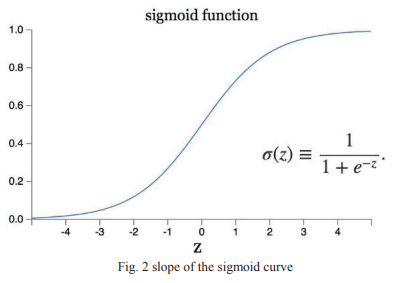 sigmoid function
1.0
0.8
0.6
0.4
0.2
0.0
σ(z) ≡ 1 / (1 + e^{-z}).
-4 -3 -2 -1 0 1 2 3 4
Z
Fig. 2 slope of the sigmoid curve